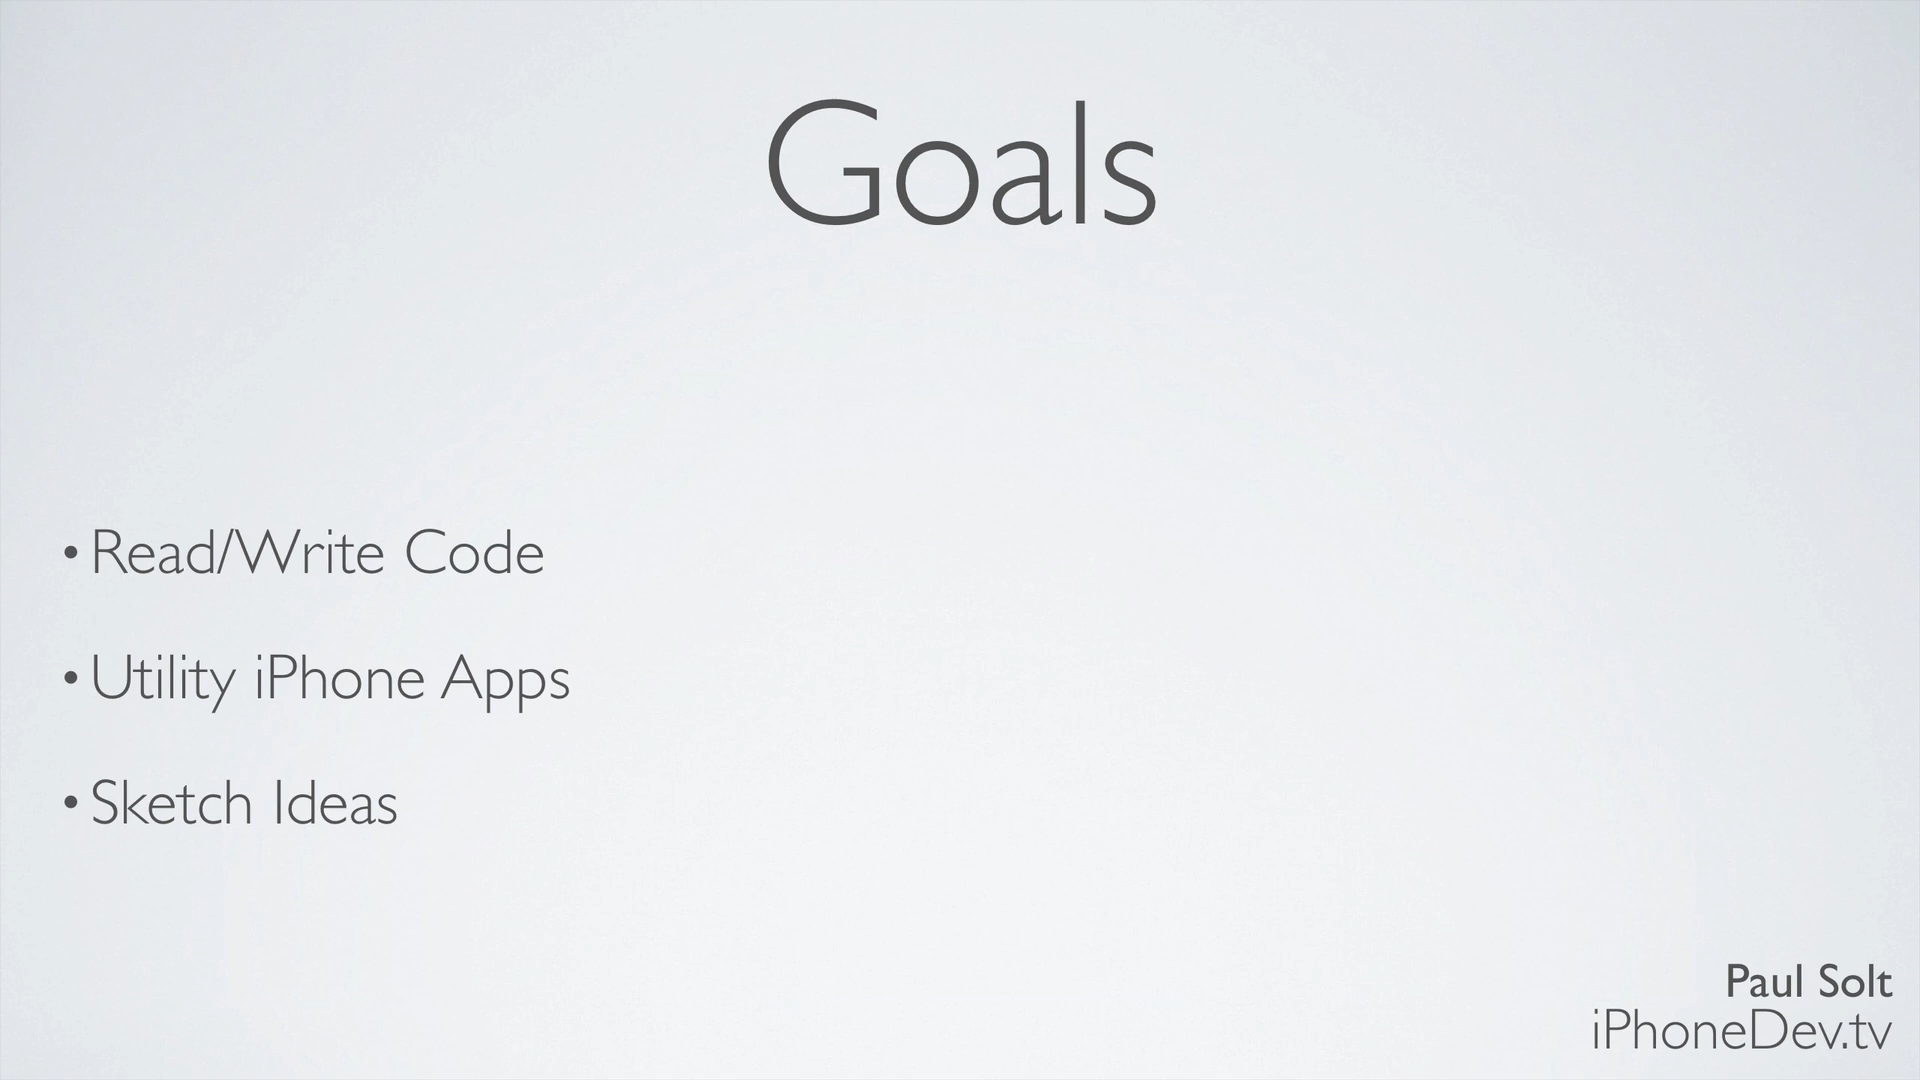 Goals
• Read/Write Code
• Utility iPhone Apps
• Sketch Ideas
Paul Solt
iPhoneDev.tv